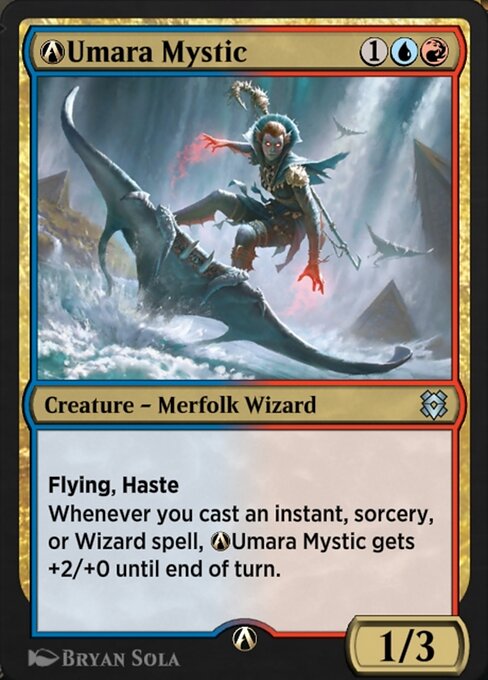 Umara Mystic 1
Creature – Merfolk Wizard
Flying, Haste
Whenever you cast an instant, sorcery,
or Wizard spell, Umara Mystic gets
+2/+0 until end of turn.
1/3
Bryan Sola